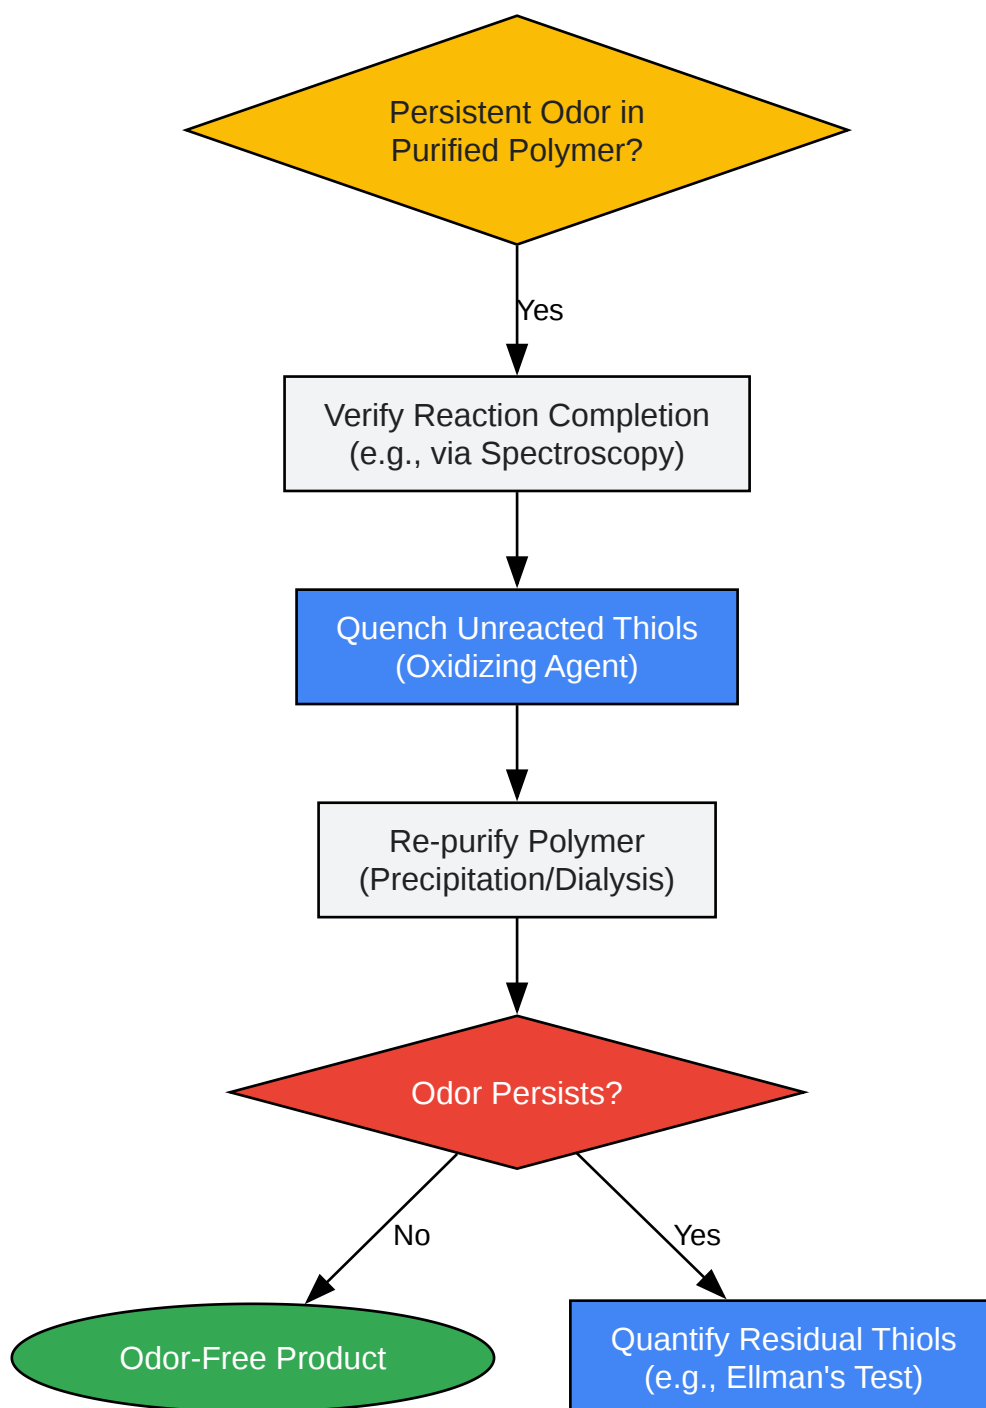 Persistent Odor in
Purified Polymer?
Yes
Verify Reaction Completion
(e.g., via Spectroscopy)
Quench Unreacted Thiols
(Oxidizing Agent)
Re-purify Polymer
(Precipitation/Dialysis)
Odor Persists?
No
Yes
Odor-Free Product
Quantify Residual Thiols
(e.g., Ellman's Test)